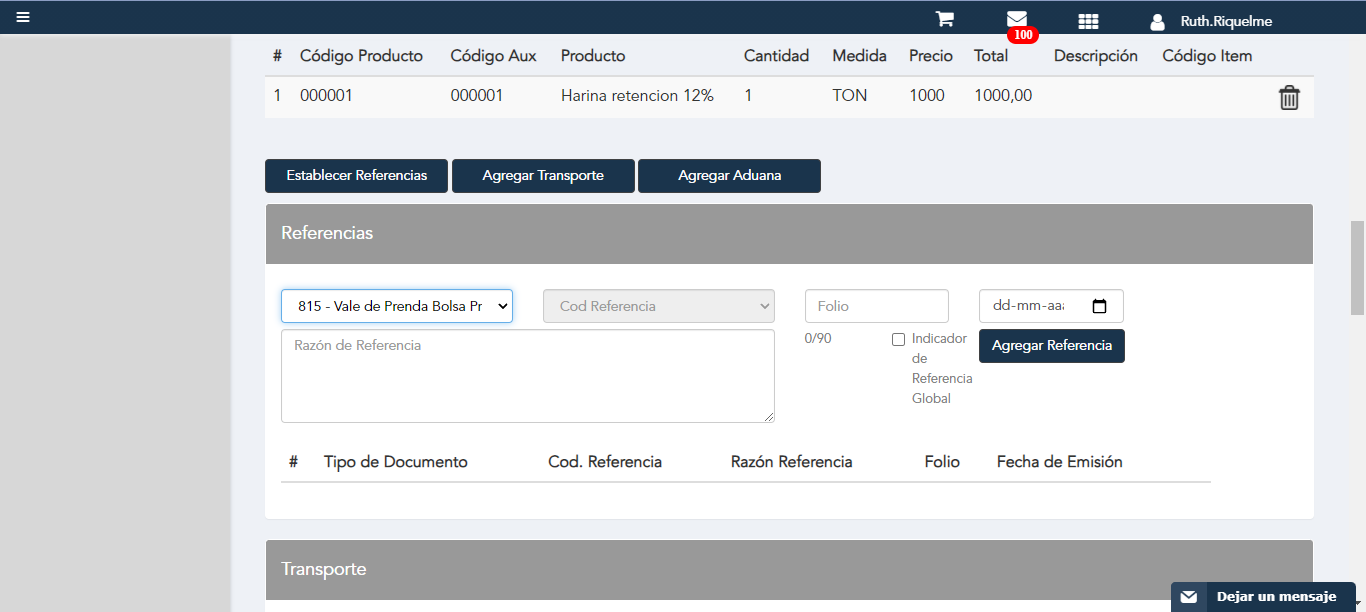 Ruth.Riquelme
100
# Código Producto Código Aux Producto Cantidad Medida Precio Total Descripción Código Item
1 000001 000001 Harina retencion 12% 1 TON 1000 1000,00
Establecer Referencias Agregar Transporte Agregar Aduana
Referencias
815 - Vale de Prenda Bolsa Pr Cod Referencia Folio dd-mm-aaa
Razón de Referencia
0/90
Indicador
de
Referencia
Global
Agregar Referencia
# Tipo de Documento Cod. Referencia Razón Referencia Folio Fecha de Emisión
Transporte
Dejar un mensaje